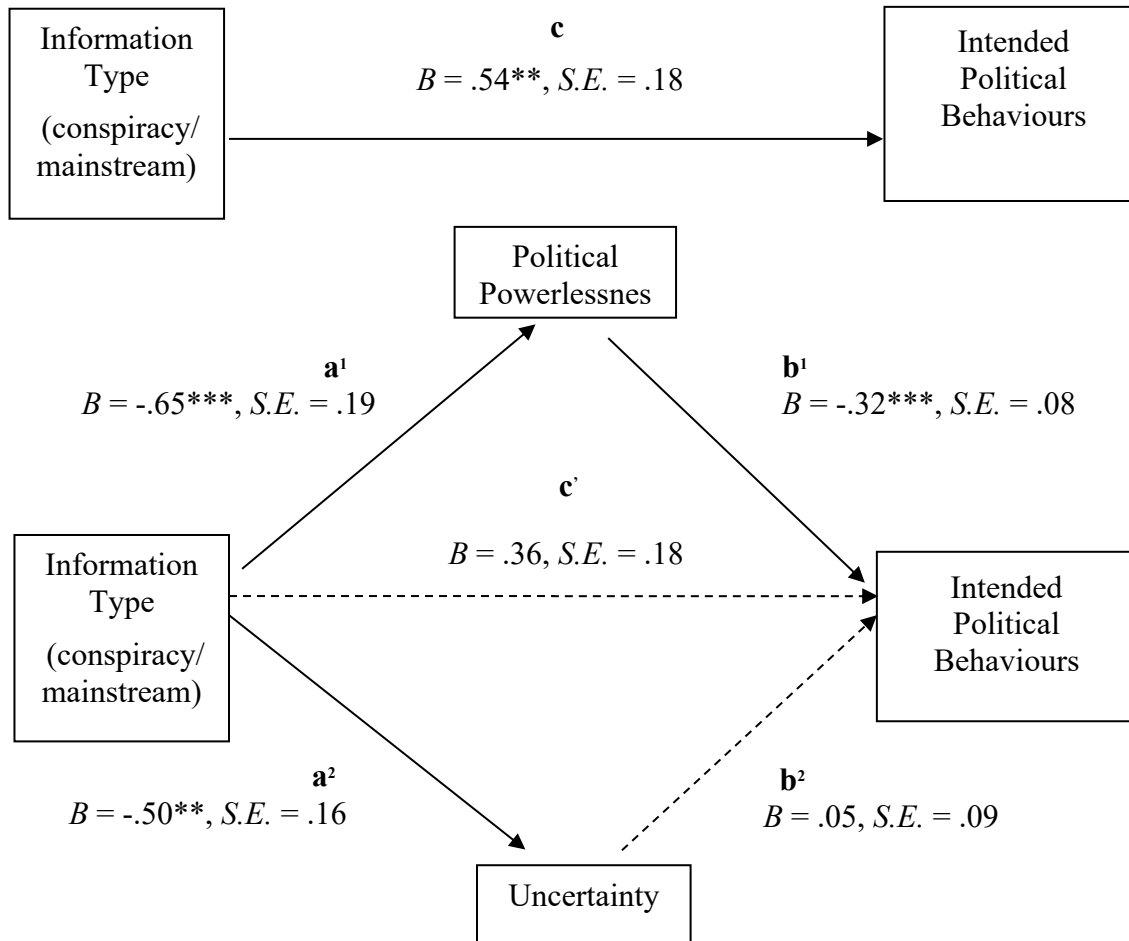 Information
Type
(conspiracy/
mainstream)
c
B = .54**, S.E. = .18
Intended
Political
Behaviours
Political
Powerlessnes
a¹
B = -.65***, S.E. = .19
b¹
B = -.32***, S.E. = .08
c’
B = .36, S.E. = .18
Information
Type
(conspiracy/
mainstream)
Intended
Political
Behaviours
a²
B = -.50**, S.E. = .16
b²
B = .05, S.E. = .09
Uncertainty